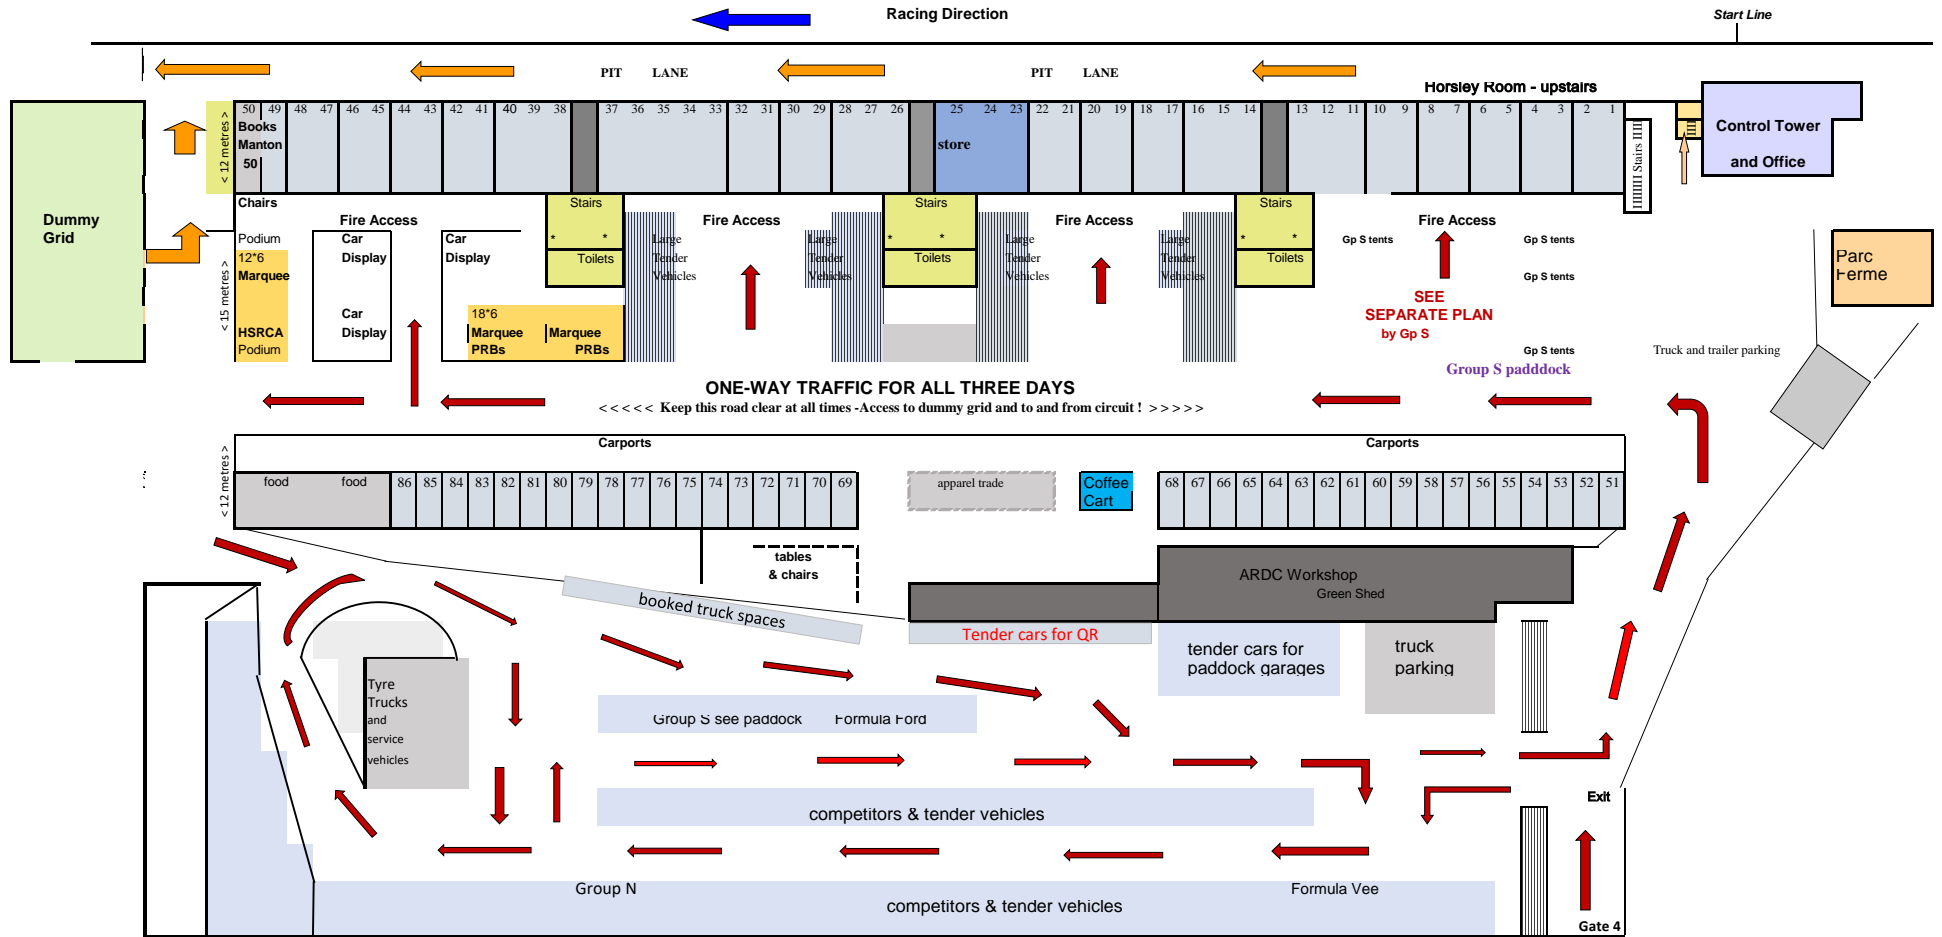 Racing Direction
Start Line
PIT LANE
PIT LANE
Horsley Room - upstairs
50 49 48 47 46 45 44 43 42 41 40 39 38 37 36 35 34 33 32 31 30 29 28 27 26 25 24 23 22 21 20 19 18 17 16 15 14 13 12 11 10 9 8 7 6 5 4 3 2 1
Books
Manton
50
< 12 metres >
store
Stairs
Control Tower
and Office
Dummy
Grid
Chairs
Fire Access
Stairs
Fire Access
Stairs
Fire Access
Stairs
Fire Access
Podium
Car
Display
Car
Display
* *
Toilets
Large
Tender
Vehicles
Large
Tender
Vehicles
* *
Toilets
Large
Tender
Vehicles
Large
Tender
Vehicles
* *
Toilets
Gp S tents
Gp S tents
Gp S tents
12*6
Marquee
< 15 metres >
HSRCA
Podium
Car
Display
18*6
Marquee Marquee
PRBs PRBs
SEE
SEPARATE PLAN
by Gp S
Gp S tents
Group S padddock
Parc
Ferme
Truck and trailer parking
ONE-WAY TRAFFIC FOR ALL THREE DAYS
< < < < < Keep this road clear at all times -Access to dummy grid and to and from circuit ! > > > > >
Carports
Carports
< 12 metres >
food food 86 85 84 83 82 81 80 79 78 77 76 75 74 73 72 71 70 69
apparel trade
Coffee
Cart
68 67 66 65 64 63 62 61 60 59 58 57 56 55 54 53 52 51
tables
& chairs
ARDC Workshop
Green Shed
booked truck spaces
Tender cars for QR
tender cars for
paddock garages
truck
parking
Tyre
Trucks
and
service
vehicles
Group S see paddock Formula Ford
competitors & tender vehicles
Exit
Group N
Formula Vee
competitors & tender vehicles
Gate 4